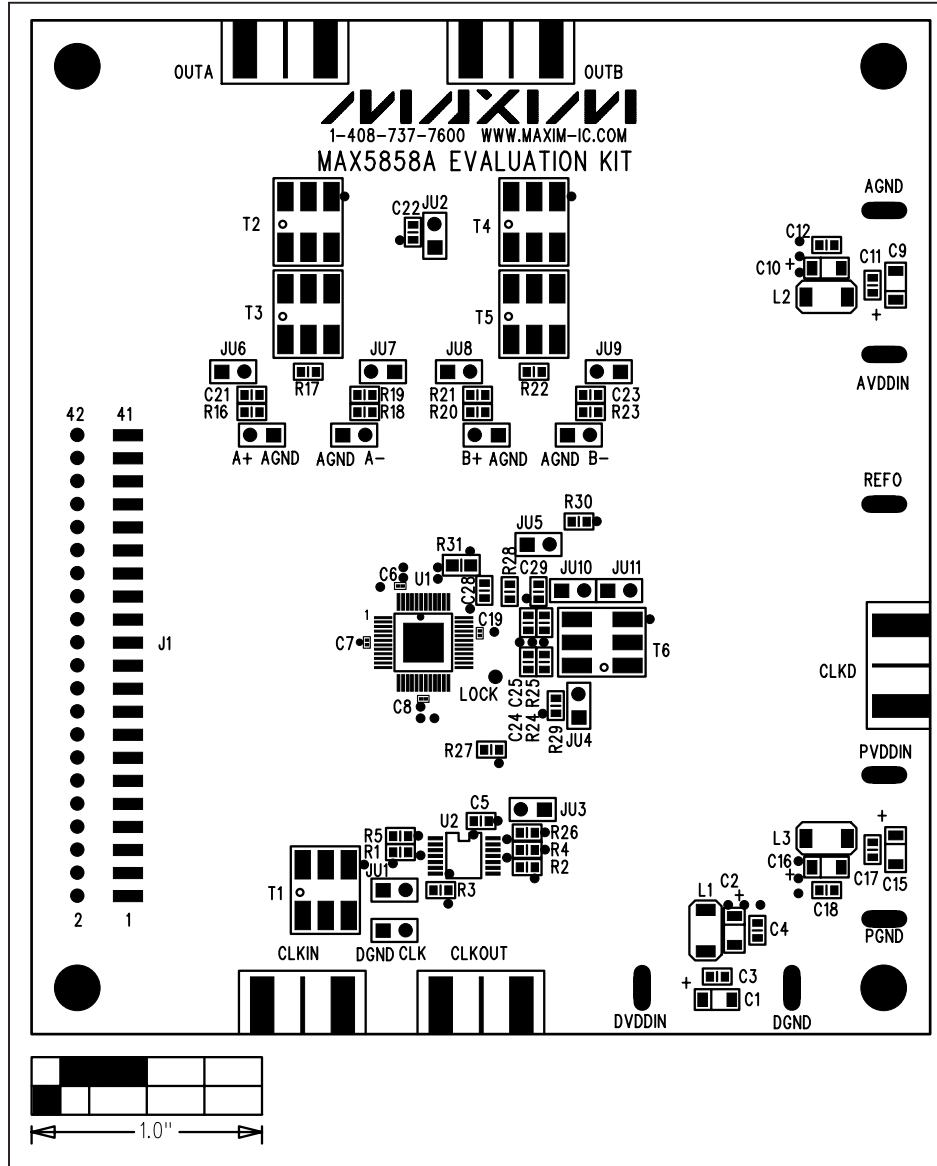 OUTA OUTB
MAXIM
1-408-737-7600 WWW.MAXIM-IC.COM
MAX5858A EVALUATION KIT
AGND
T2 C22 JU2 T4
C12
C10 + C11 C9
L2
+
T3 T5
JU6 JU7 JU8 JU9
R17 R22
AVDDIN
C21 R19 R21 C23
R16 R18 R20 R23
42 41
A+ AGND AGND A- B+ AGND AGND B-
REFO
R30
JU5
R31 R28 C29
C6 U1 C28 JU10 JU11
1 C19
J1 C7 T6
CLKD
LOCK
C25 R25
C8
C24 R24 R29
JU4
R27
PVDDIN
C5 JU3 +
U2
R5 R26
R1 R4 L3
R2 C16
JU1 + C17 C15
T1 R3 L1 C2 C18
+
2 1 C4 PGND
CLKIN DGND CLK CLKOUT
C3
+ C1
DVDDIN DGND
1.0"